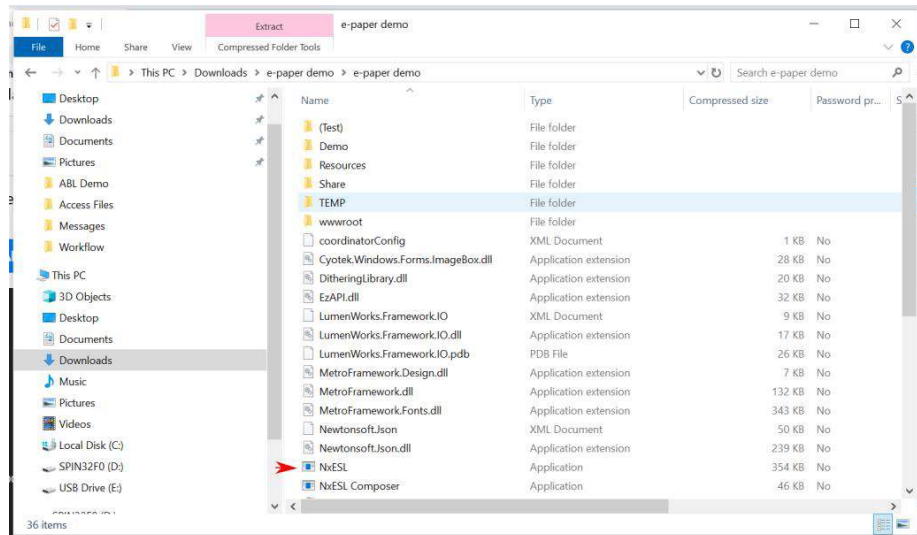 Extract
e-paper demo
File Home Share View Compressed Folder Tools
This PC > Downloads > e-paper demo > e-paper demo
Search e-paper demo
Name Type Compressed size Password pr... S
Desktop
Downloads
Documents
Pictures
ABL Demo
Access Files
Messages
Workflow
This PC
3D Objects
Desktop
Documents
Downloads
Music
Pictures
Videos
Local Disk (C:)
SPIN32F0 (D:)
USB Drive (E:)
(Test) File folder
Demo File folder
Resources File folder
Share File folder
TEMP File folder
wwwroot File folder
coordinatorConfig XML Document 1 KB No
Cyotek.Windows.Forms.ImageBox.dll Application extension 28 KB No
DitheringLibrary.dll Application extension 20 KB No
EzAPI.dll Application extension 32 KB No
LumenWorks.Framework.IO XML Document 9 KB No
LumenWorks.Framework.IO.dll Application extension 17 KB No
LumenWorks.Framework.IO.pdb PDB File 26 KB No
MetroFramework.Design.dll Application extension 7 KB No
MetroFramework.dll Application extension 132 KB No
MetroFramework.Fonts.dll Application extension 343 KB No
Newtonsoft.Json XML Document 50 KB No
Newtonsoft.Json.dll Application extension 239 KB No
NxESL Application 354 KB No
NxESL Composer Application 46 KB No
36 items